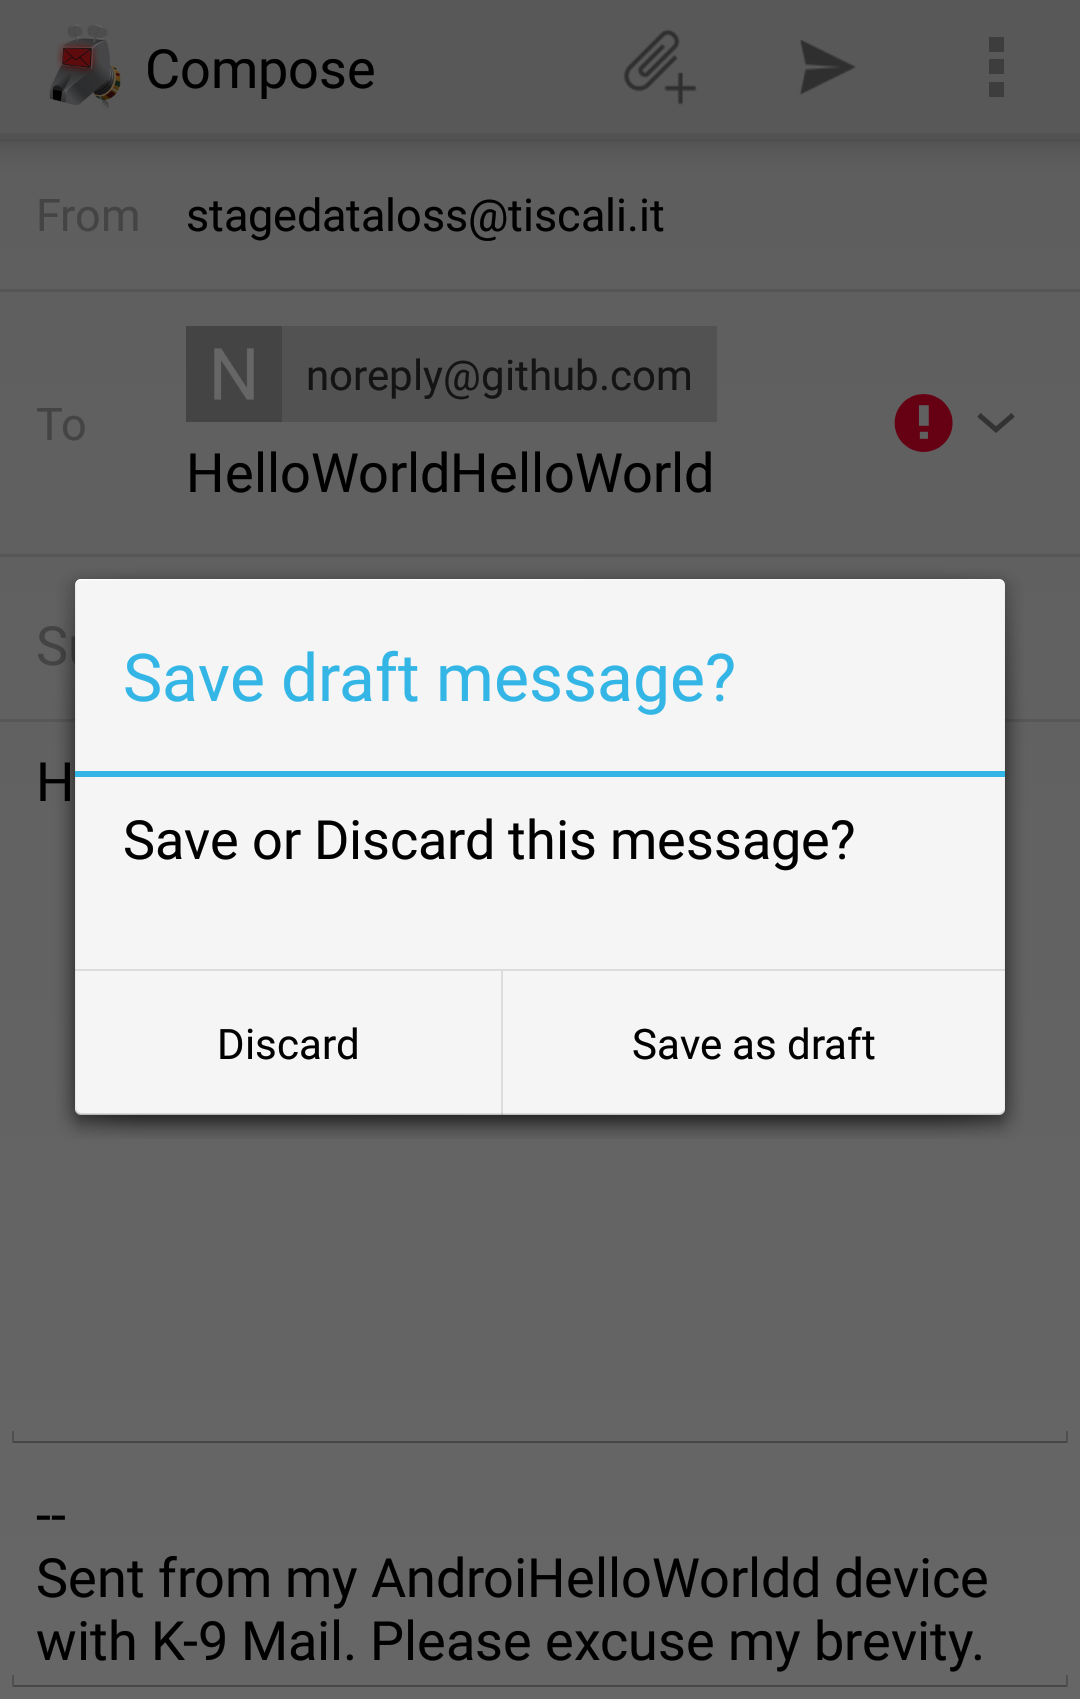 Compose
From stagedataloss@tiscali.it
N noreply@github.com
To
HelloWorldHelloWorld
Save draft message?
Save or Discard this message?
Discard Save as draft
--
Sent from my AndroiHelloWorldd device
with K-9 Mail. Please excuse my brevity.